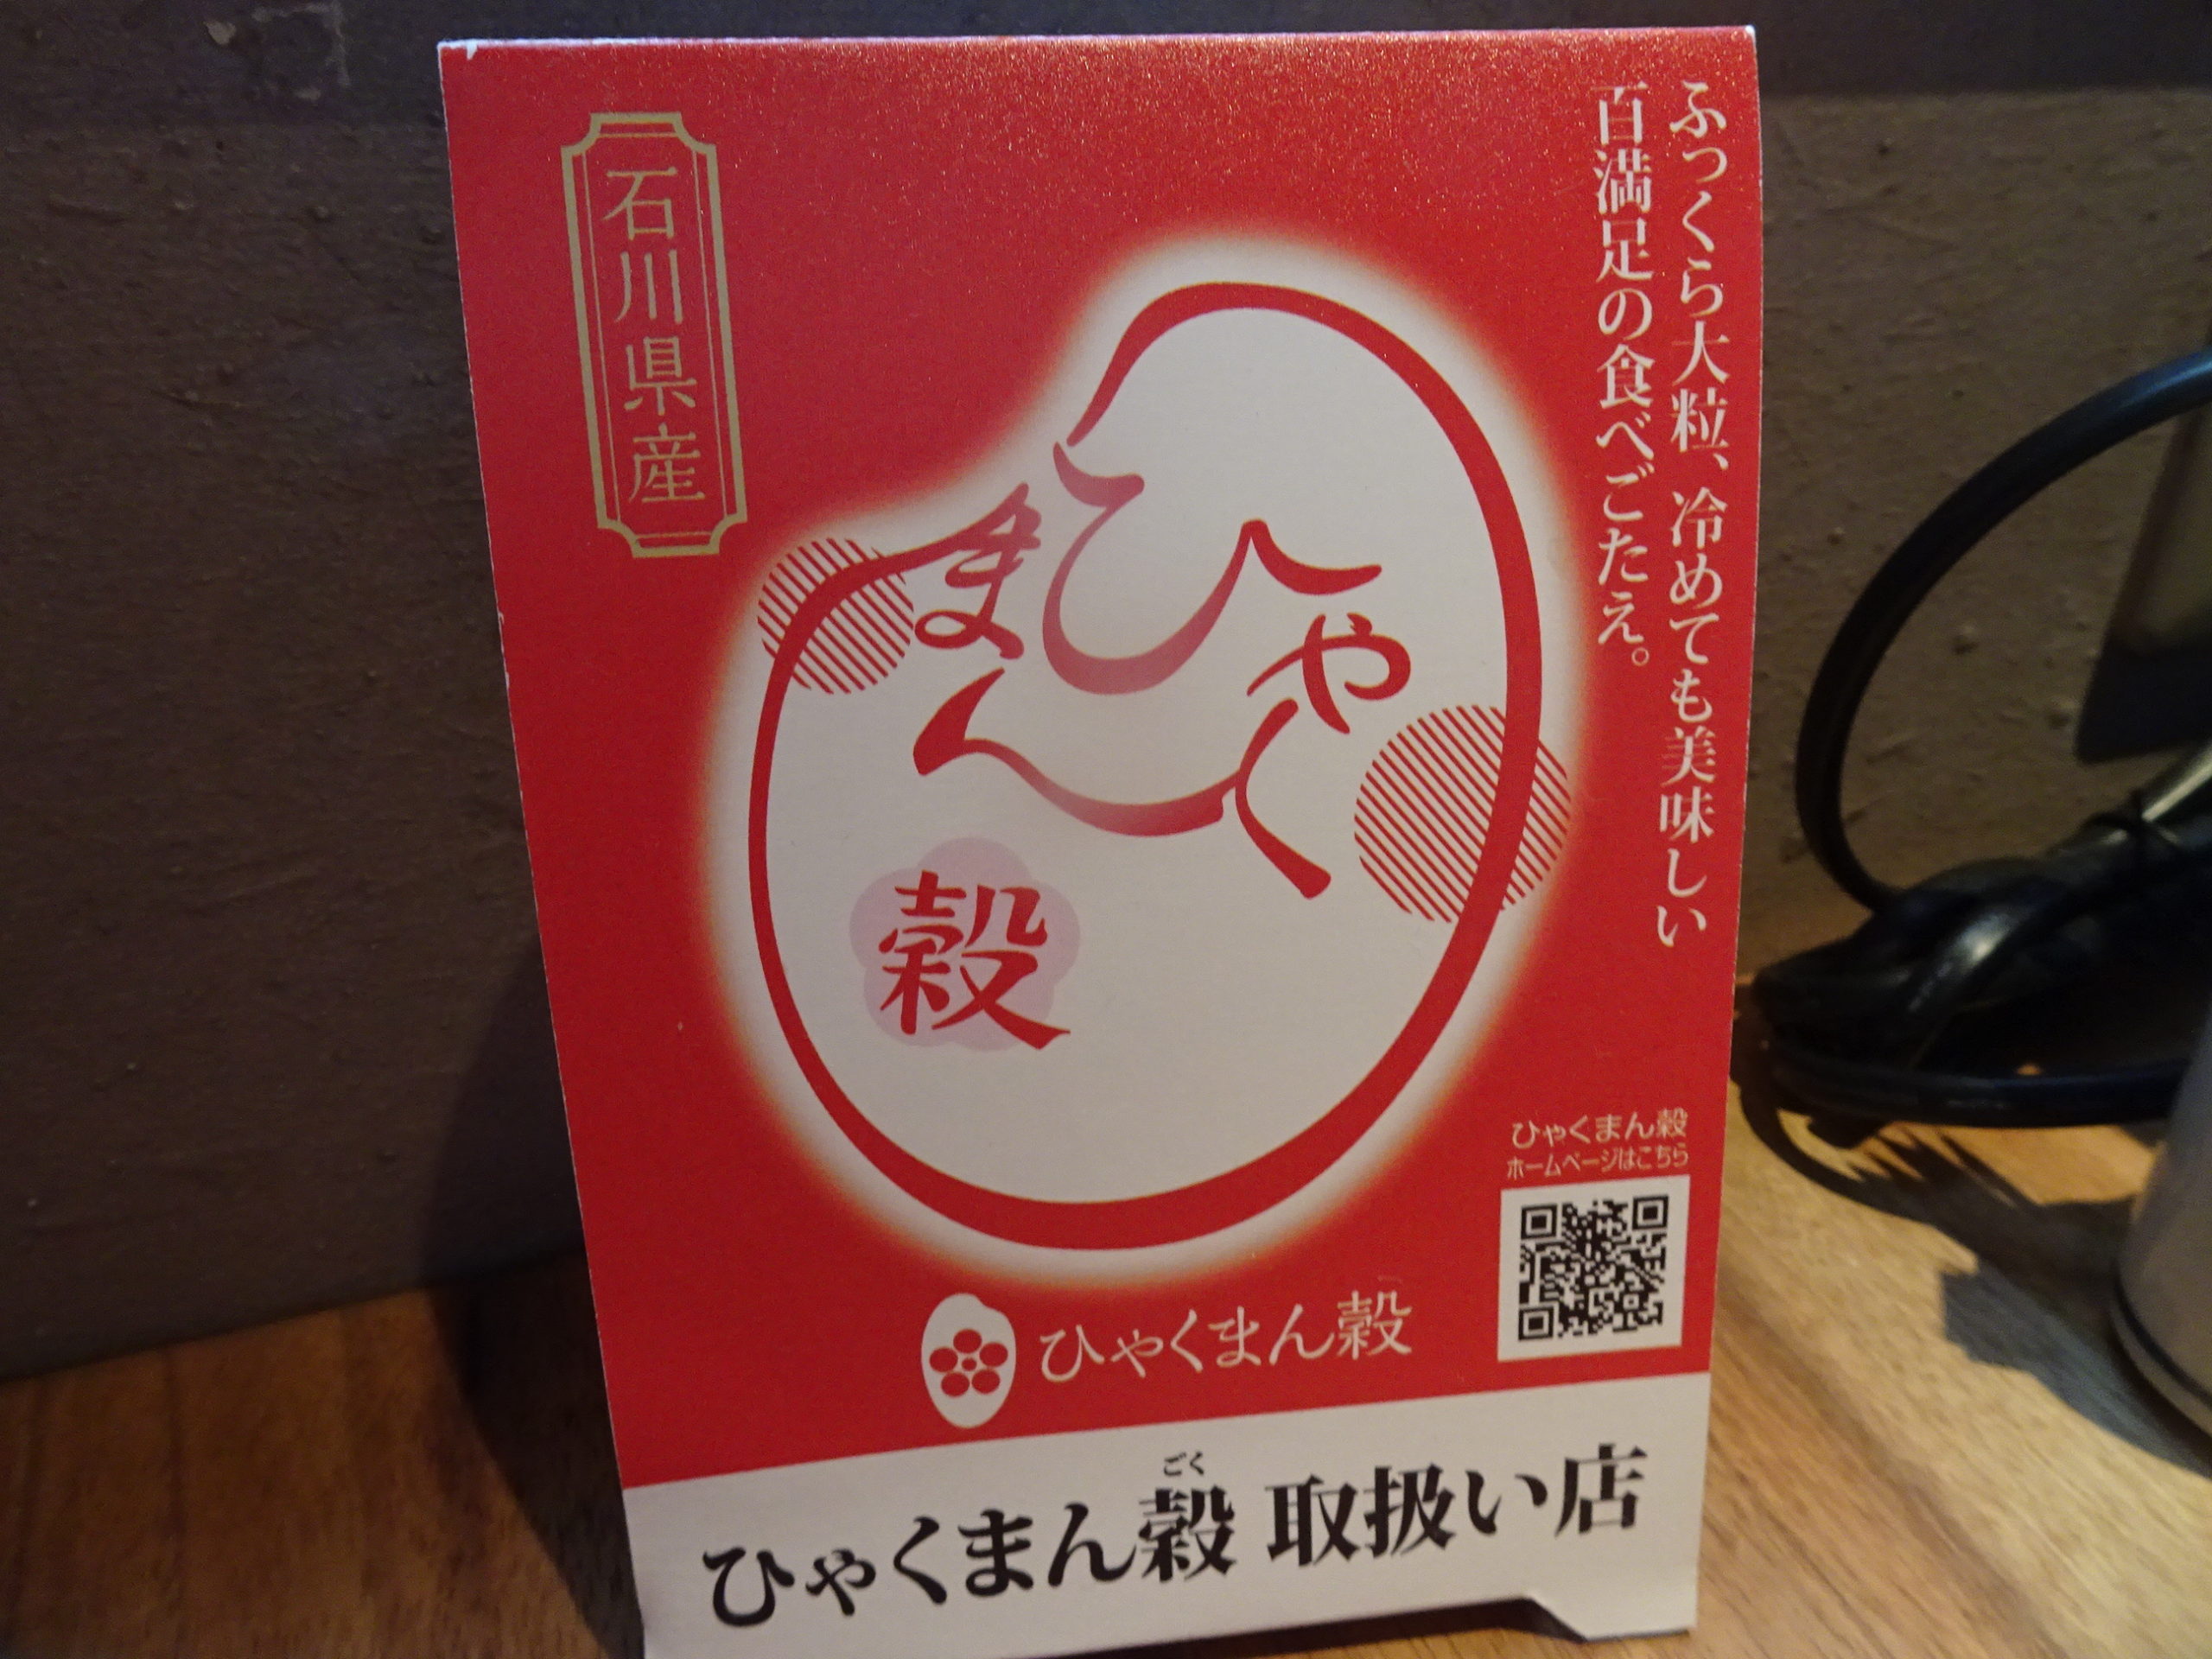 ふっくら大粒、冷めても美味しい
百満足の食べごたえ。
石川県産
ひゃく
まん
穀
ひゃくまん穀
ホームページはこちら
ひゃくまん穀
ごく
ひゃくまん穀 取扱い店